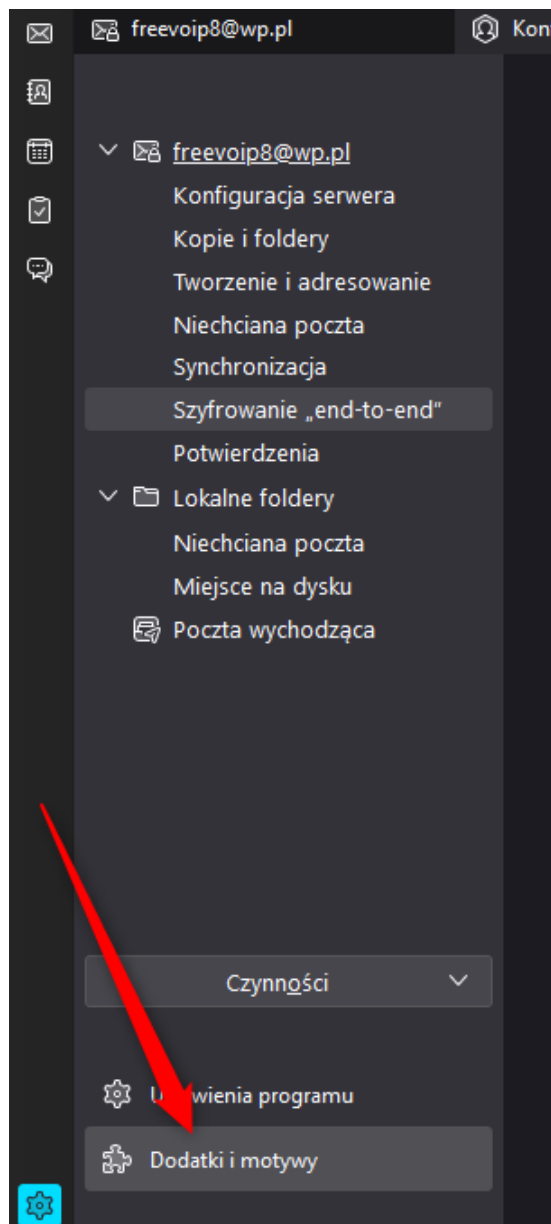 freevoip8@wp.pl
freevoip8@wp.pl
Konfiguracja serwera
Kopie i foldery
Tworzenie i adresowanie
Niechciana poczta
Synchronizacja
Szyfrowanie „end-to-end”
Potwierdzenia
Lokalne foldery
Niechciana poczta
Miejsce na dysku
Poczta wychodząca
Czynności
programu
Dodatki i motywy